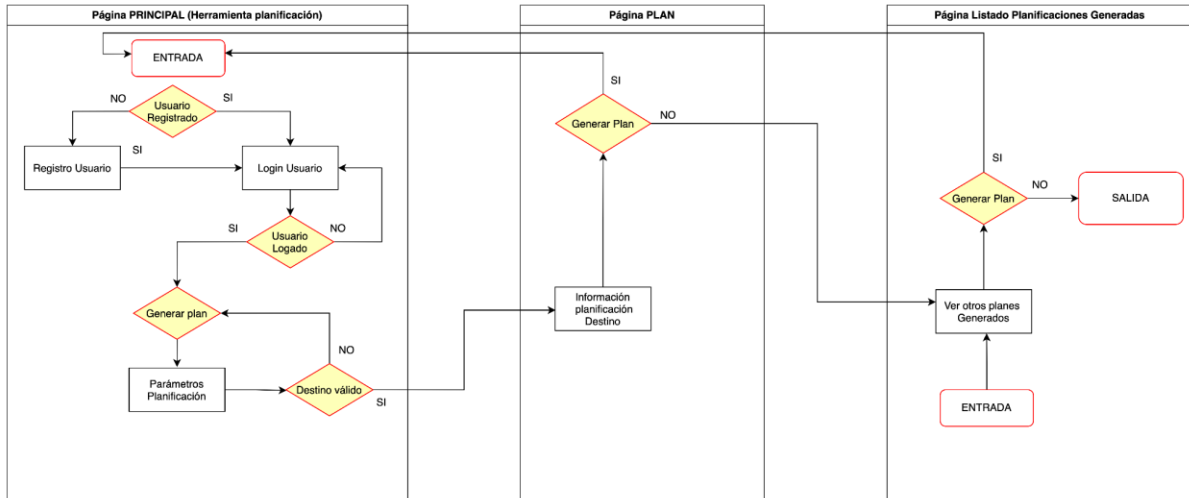 Página PRINCIPAL (Herramienta planificación)
ENTRADA
NO
Usuario
Registrado
SI
Registro Usuario
SI
Login Usuario
SI
Usuario
Logado
NO
Generar plan
NO
Parámetros
Planificación
Destino válido
SI
Página PLAN
SI
Generar Plan
NO
Información
planificación
Destino
Página Listado Planificaciones Generadas
SI
Generar Plan
NO
SALIDA
Ver otros planes
Generados
ENTRADA